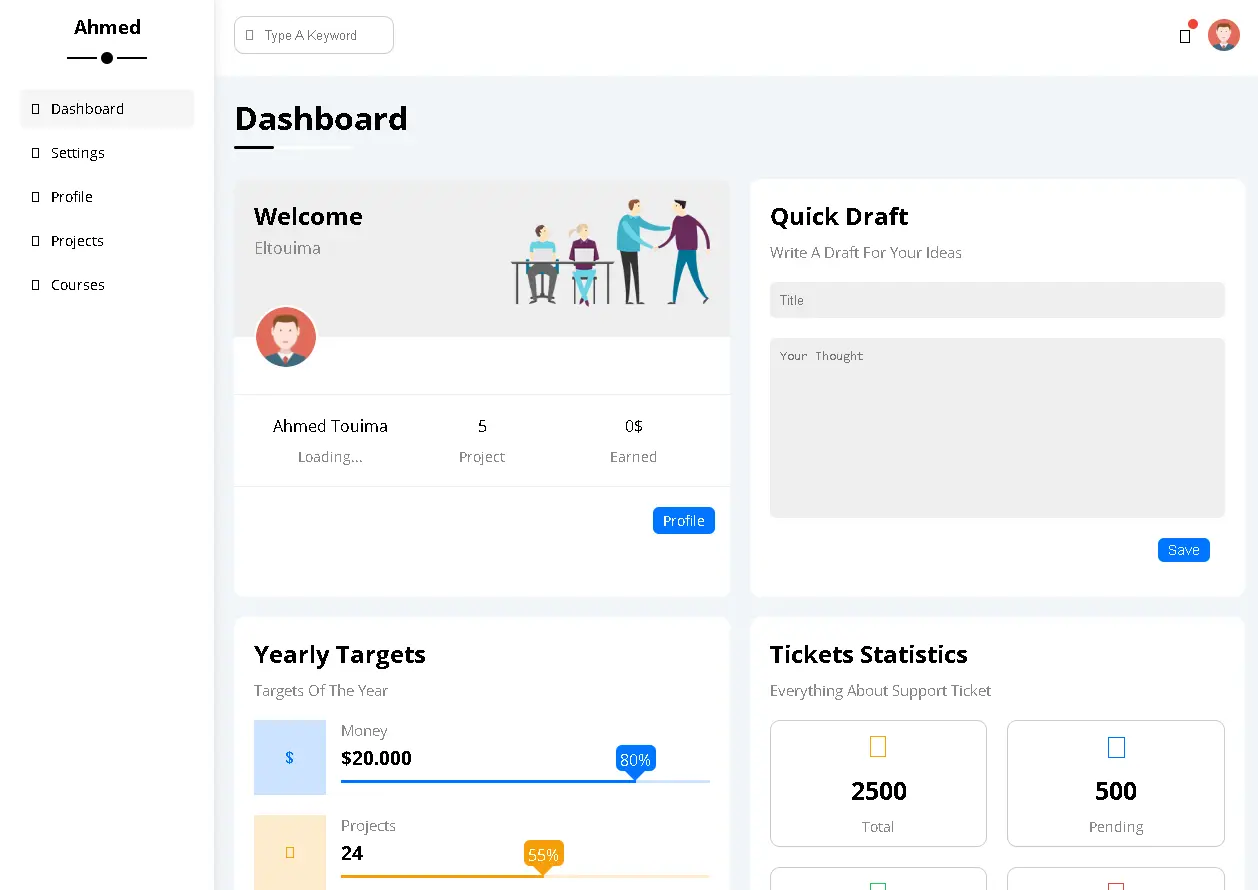 Ahmed
Dashboard
Settings
Profile
Projects
Courses
Type A Keyword
Dashboard
Welcome
Eltouima
Ahmed Touima
Loading...
5
Project
0$
Earned
Profile
Quick Draft
Write A Draft For Your Ideas
Title
Your Thought
Save
Yearly Targets
Targets Of The Year
$
Money
$20.000
80%
Projects
24
55%
Tickets Statistics
Everything About Support Ticket
2500
Total
500
Pending